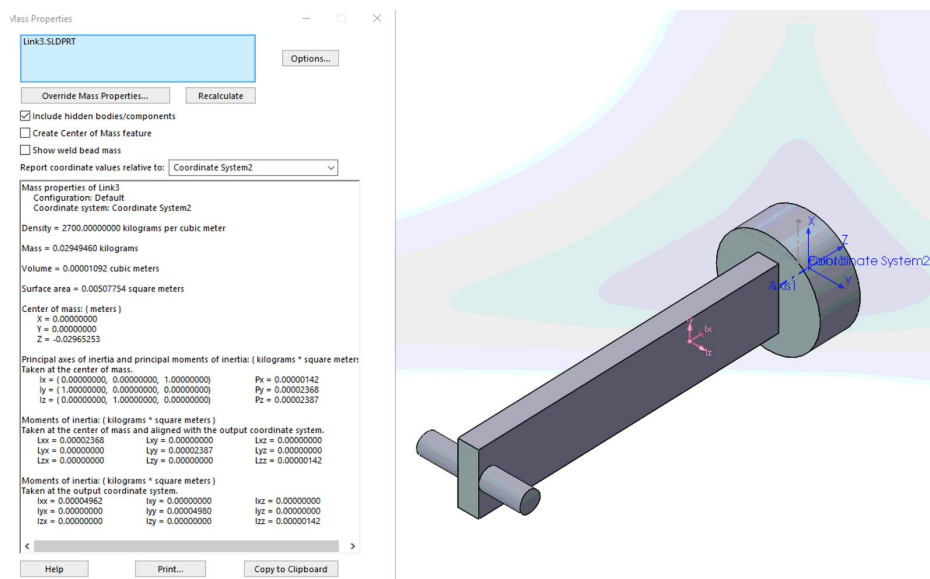 Mass Properties
Link3.SLDPRT
Options...
Override Mass Properties...
Recalculate
Include hidden bodies/components
Create Center of Mass feature
Show weld bead mass
Report coordinate values relative to: Coordinate System2
Mass properties of Link3
Configuration: Default
Coordinate system: Coordinate System2
Density = 2700.00000000 kilograms per cubic meter
Mass = 0.02949460 kilograms
Volume = 0.00001092 cubic meters
Surface area = 0.00507754 square meters
Center of mass: ( meters )
X = 0.00000000
Y = 0.00000000
Z = -0.02965253
Principal axes of inertia and principal moments of inertia: ( kilograms * square meters
Taken at the center of mass.
Ix = ( 0.00000000, 0.00000000, 1.00000000) Px = 0.00000142
Iy = ( 1.00000000, 0.00000000, 0.00000000) Py = 0.00002368
Iz = ( 0.00000000, 1.00000000, 0.00000000) Pz = 0.00002387
Moments of inertia: ( kilograms * square meters )
Taken at the center of mass and aligned with the output coordinate system.
Lxx = 0.00002368 Lxy = 0.00000000 Lxz = 0.00000000
Lyx = 0.00000000 Lyy = 0.00002387 Lyz = 0.00000000
Lzx = 0.00000000 Lzy = 0.00000000 Lzz = 0.00000142
Moments of inertia: ( kilograms * square meters )
Taken at the output coordinate system.
Ixx = 0.00004962 Ixy = 0.00000000 Ixz = 0.00000000
Iyx = 0.00000000 Iyy = 0.00004980 Iyz = 0.00000000
Izx = 0.00000000 Izy = 0.00000000 Izz = 0.00000142
Help
Print...
Copy to Clipboard
X
Z
Coordinate System2
Axis1
Y
Ix
Iz